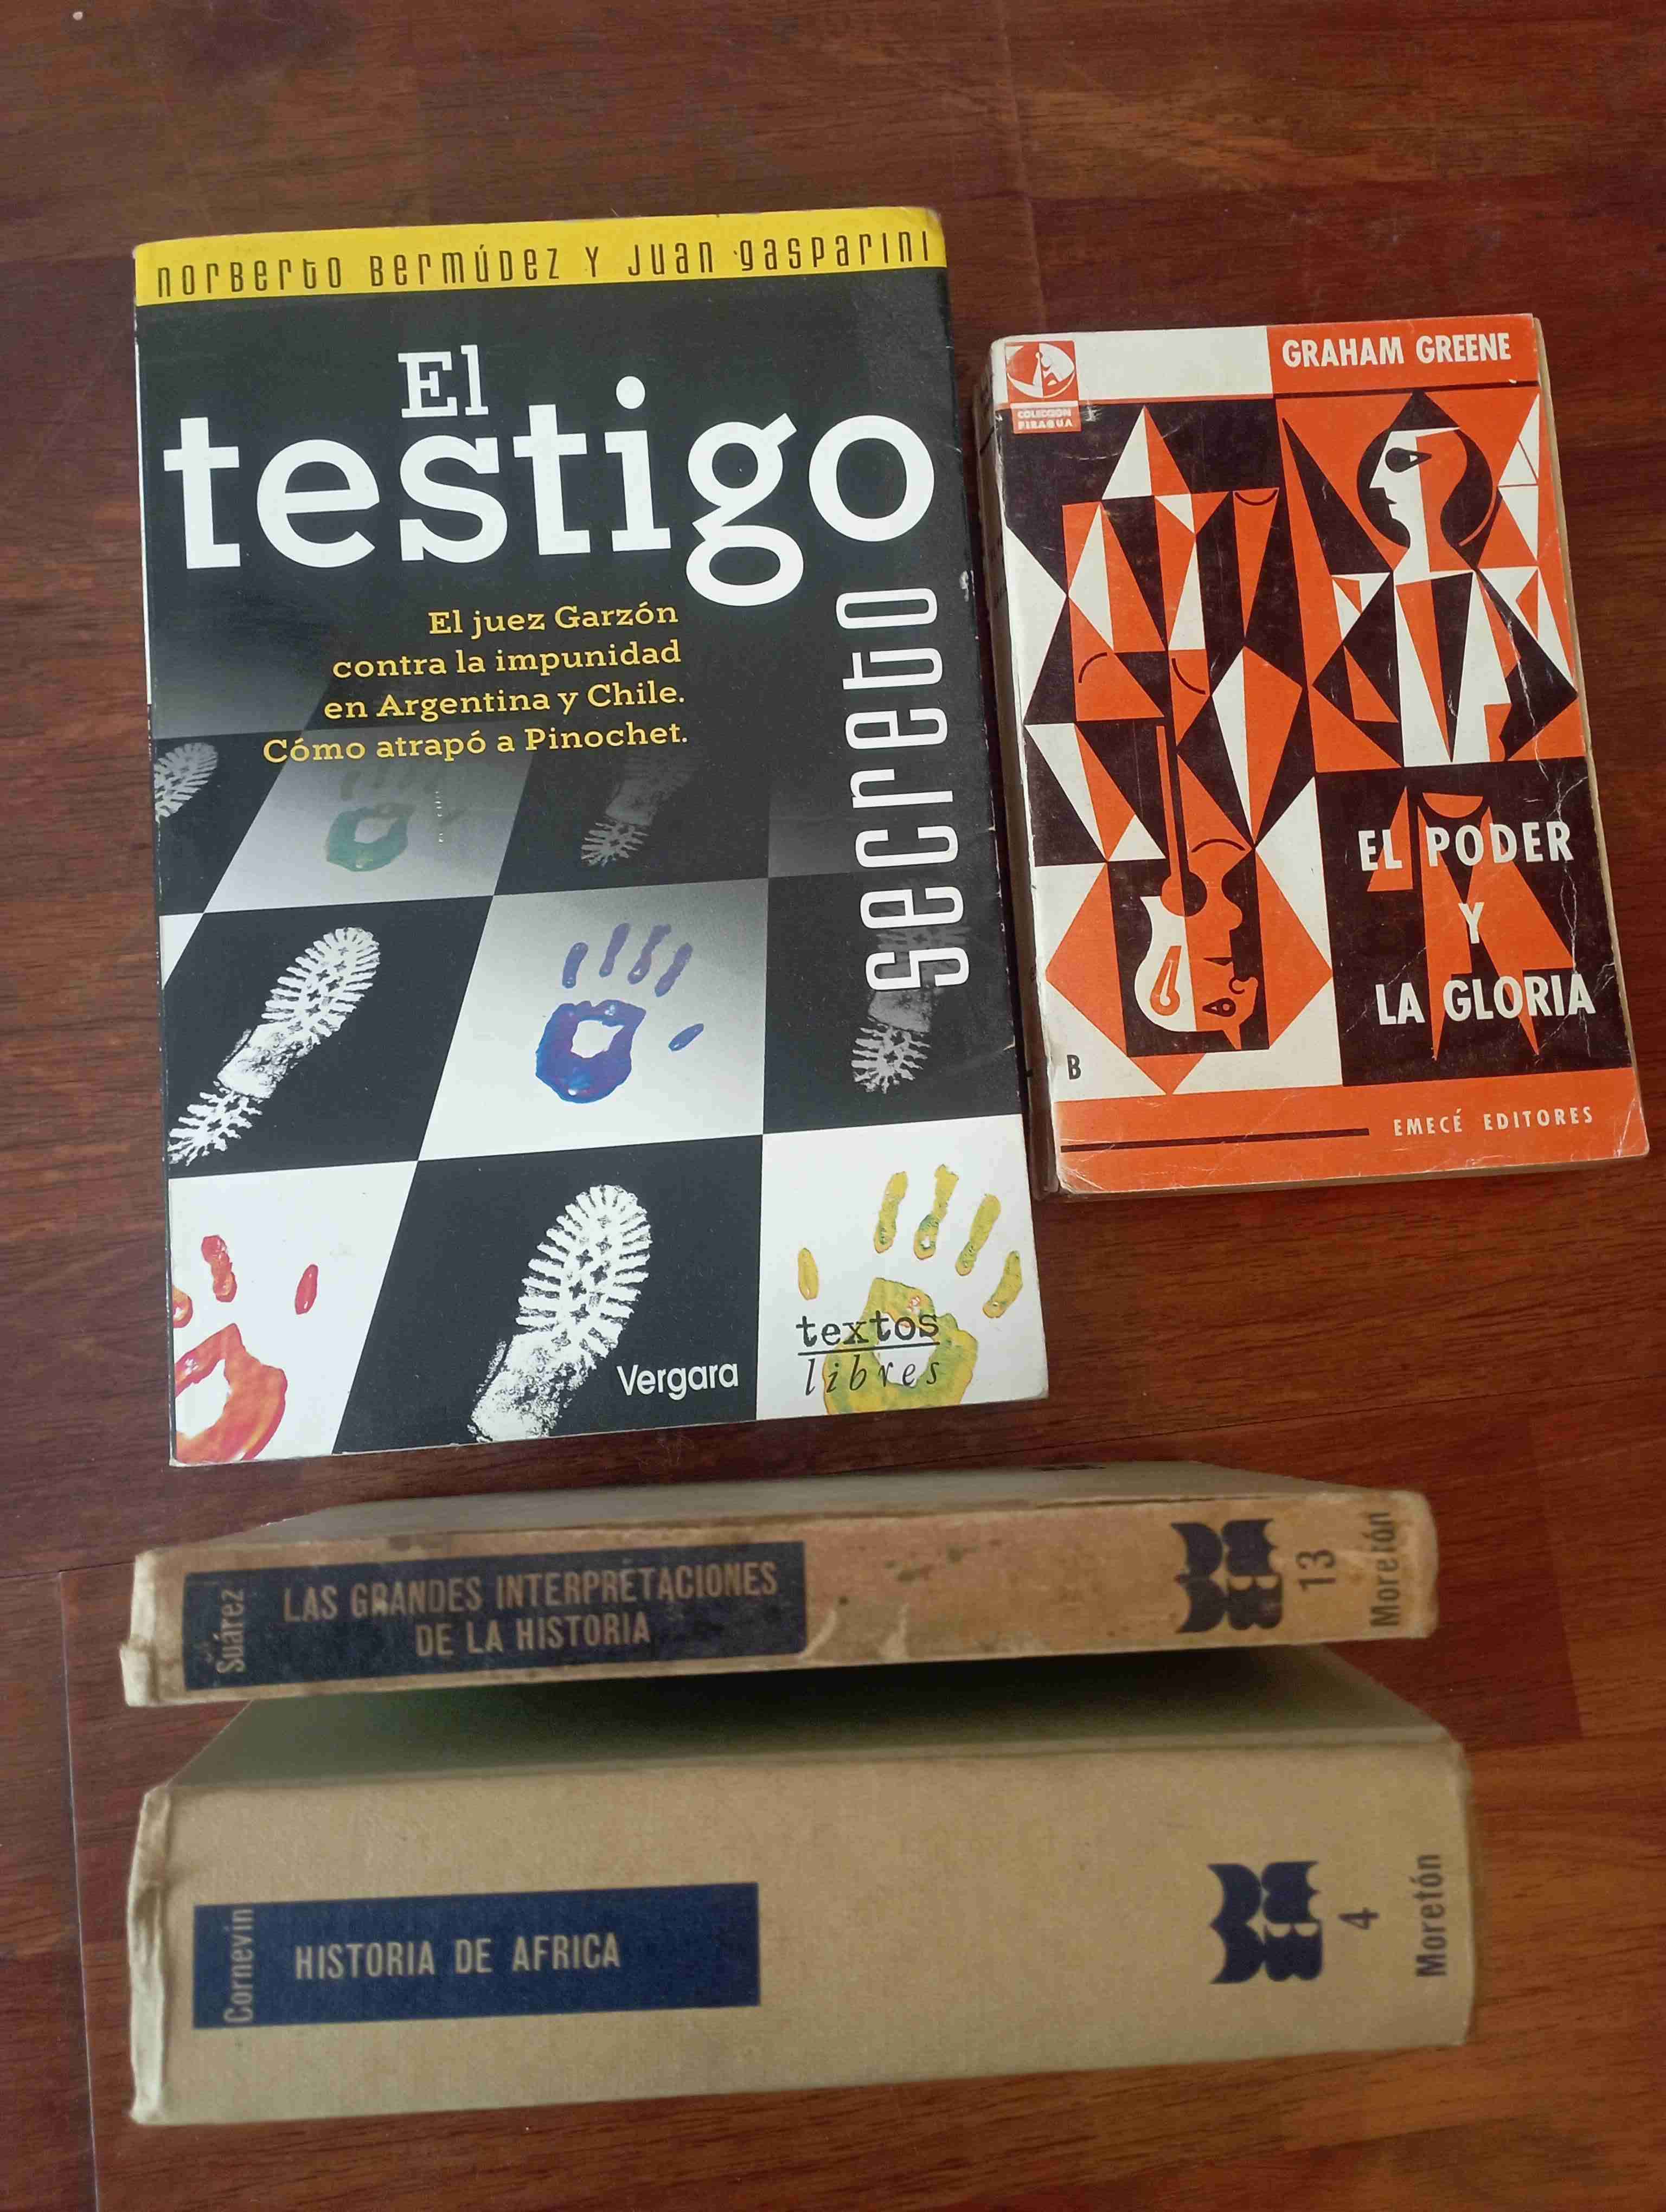 NORBERTO BERMÚDEZ Y JUAN GASPARINI
El
testigo
secreto
El juez Garzón
contra la impunidad
en Argentina y Chile.
Cómo atrapó a Pinochet.
Vergara
textos
libres
COLECCION
PIRAGUA
GRAHAM GREENE
EL PODER
Y
LA GLORIA
B
EMECÉ EDITORES
Suárez
LAS GRANDES INTERPRETACIONES
DE LA HISTORIA
13
Moretón
Cornevin
HISTORIA DE AFRICA
4
Moretón